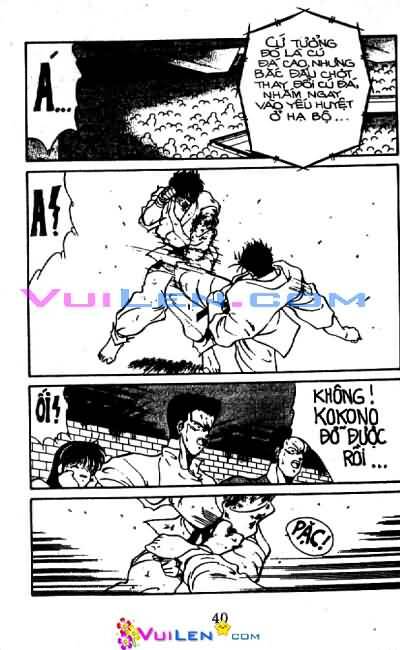 CỨ TƯỞNG
ĐÓ LÀ CÚ
ĐÁ CAO, NHƯNG
BẮC ĐẨU CHỢT
THAY ĐỔI CÚ ĐÁ,
NHẮM NGAY
VÀO YẾU HUYỆT
Ở HẠ BỘ...
Á...
A!
VUILEN.COM
ỐI!
KHÔNG!
KOKONO
ĐỠ ĐƯỢC
RỒI...
PẶC!
40
VUILEN
.COM